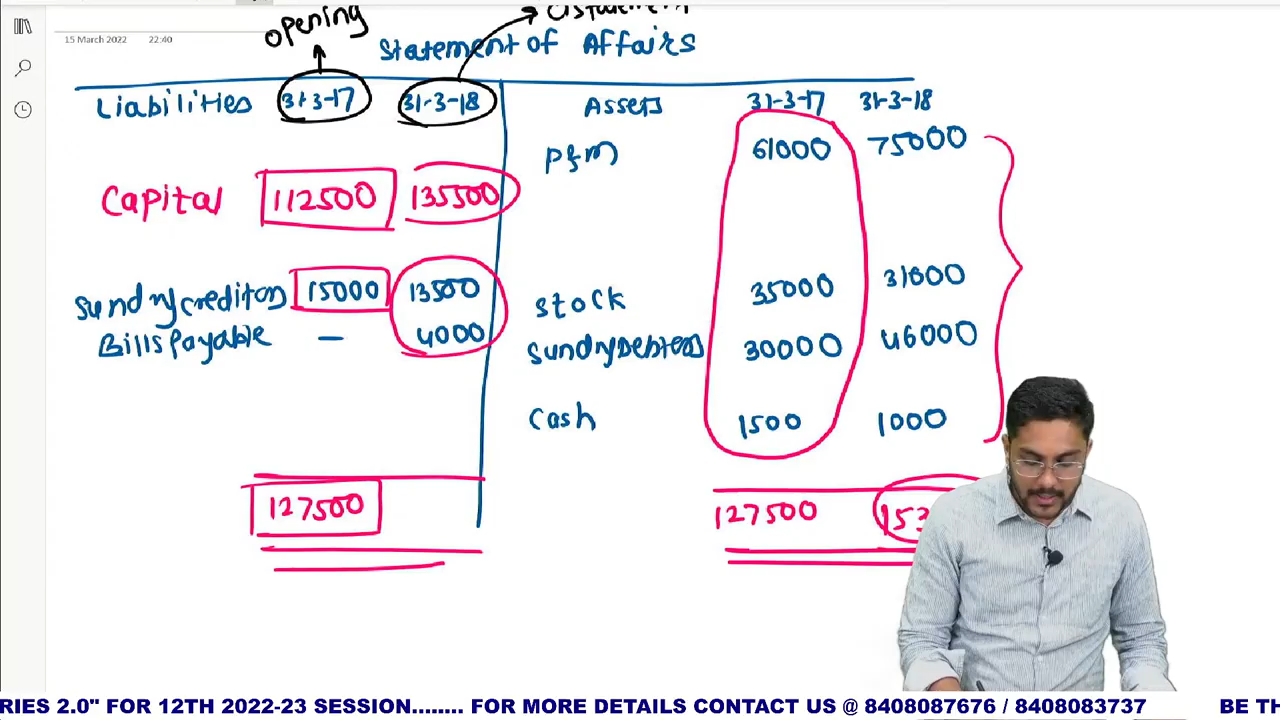 15 March 2022 22:40
opening
Statement of Affairs
Liabilities 31-3-17 31-3-18 Assets 31-3-17 31-3-18
P&M 61000 75000
Capital 112500 135500
Sundry creditors 15000 13500 stock 35000 31000
Bills Payable — 4000 sundry Debtors 30000 46000
cash 1500 1000
127500 127500
RIES 2.0" FOR 12TH 2022-23 SESSION........ FOR MORE DETAILS CONTACT US @ 8408087676 / 8408083737 BE TH